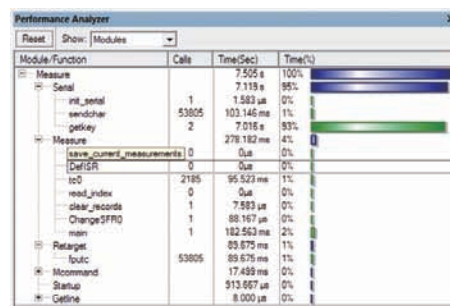 Performance Analyzer
Reset Show: Modules
Module/Function Calls Time(Sec) Time(%)
Measure 7.505 s 100%
Serial 7.119 s 95%
init_serial 1 1.583 µs 0%
sendchar 53805 103.146 ms 1%
getkey 2 7.016 s 93%
Measure 278.182 ms 4%
save_current_measurements 0 0µs 0%
DefISR 0 0µs 0%
tc0 2185 95.523 ms 1%
read_index 0 0µs 0%
clear_records 1 7.583 µs 0%
ChangeSFR0 1 88.167 µs 0%
main 1 182.563 ms 2%
Retarget 89.675 ms 1%
fputc 53805 89.675 ms 1%
Mcommand 17.499 ms 0%
Startup 913.667 µs 0%
Getline 8.000 µs 0%